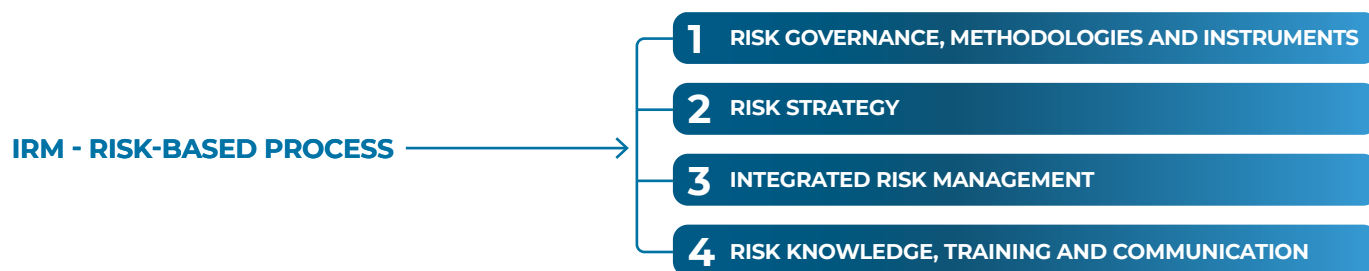 IRM - RISK-BASED PROCESS
1 RISK GOVERNANCE, METHODOLOGIES AND INSTRUMENTS
2 RISK STRATEGY
3 INTEGRATED RISK MANAGEMENT
4 RISK KNOWLEDGE, TRAINING AND COMMUNICATION